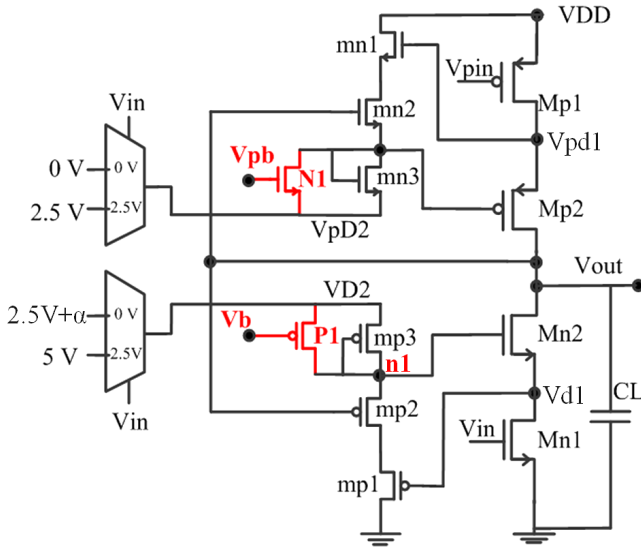 VDD
mn1
Vpin
Mp1
Vin
mn2
Vpd1
0 V
0 V
Vpb
N1
mn3
2.5 V
2.5V
VpD2
Mp2
Vout
VD2
2.5V+α
0 V
Vb
P1
mp3
Mn2
5 V
2.5V
n1
Vd1
CL
mp2
Vin
Vin
Mn1
mp1